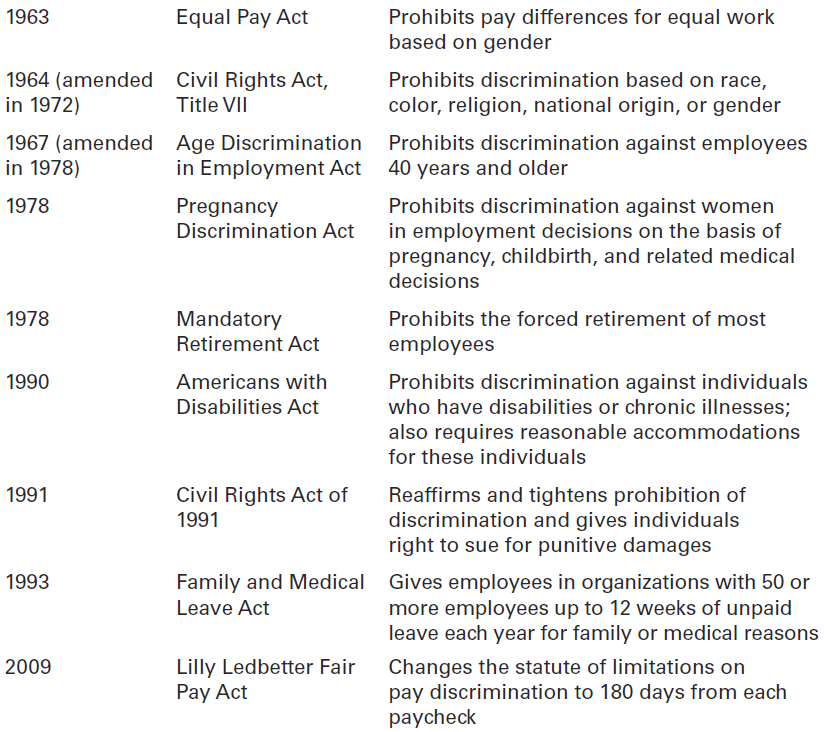 1963 Equal Pay Act Prohibits pay differences for equal work
based on gender
1964 (amended Civil Rights Act, Prohibits discrimination based on race,
in 1972) Title VII color, religion, national origin, or gender
1967 (amended Age Discrimination Prohibits discrimination against employees
in 1978) in Employment Act 40 years and older
1978 Pregnancy Prohibits discrimination against women
Discrimination Act in employment decisions on the basis of
pregnancy, childbirth, and related medical
decisions
1978 Mandatory Prohibits the forced retirement of most
Retirement Act employees
1990 Americans with Prohibits discrimination against individuals
Disabilities Act who have disabilities or chronic illnesses;
also requires reasonable accommodations
for these individuals
1991 Civil Rights Act of Reaffirms and tightens prohibition of
1991 discrimination and gives individuals
right to sue for punitive damages
1993 Family and Medical Gives employees in organizations with 50 or
Leave Act more employees up to 12 weeks of unpaid
leave each year for family or medical reasons
2009 Lilly Ledbetter Fair Changes the statute of limitations on
Pay Act pay discrimination to 180 days from each
paycheck